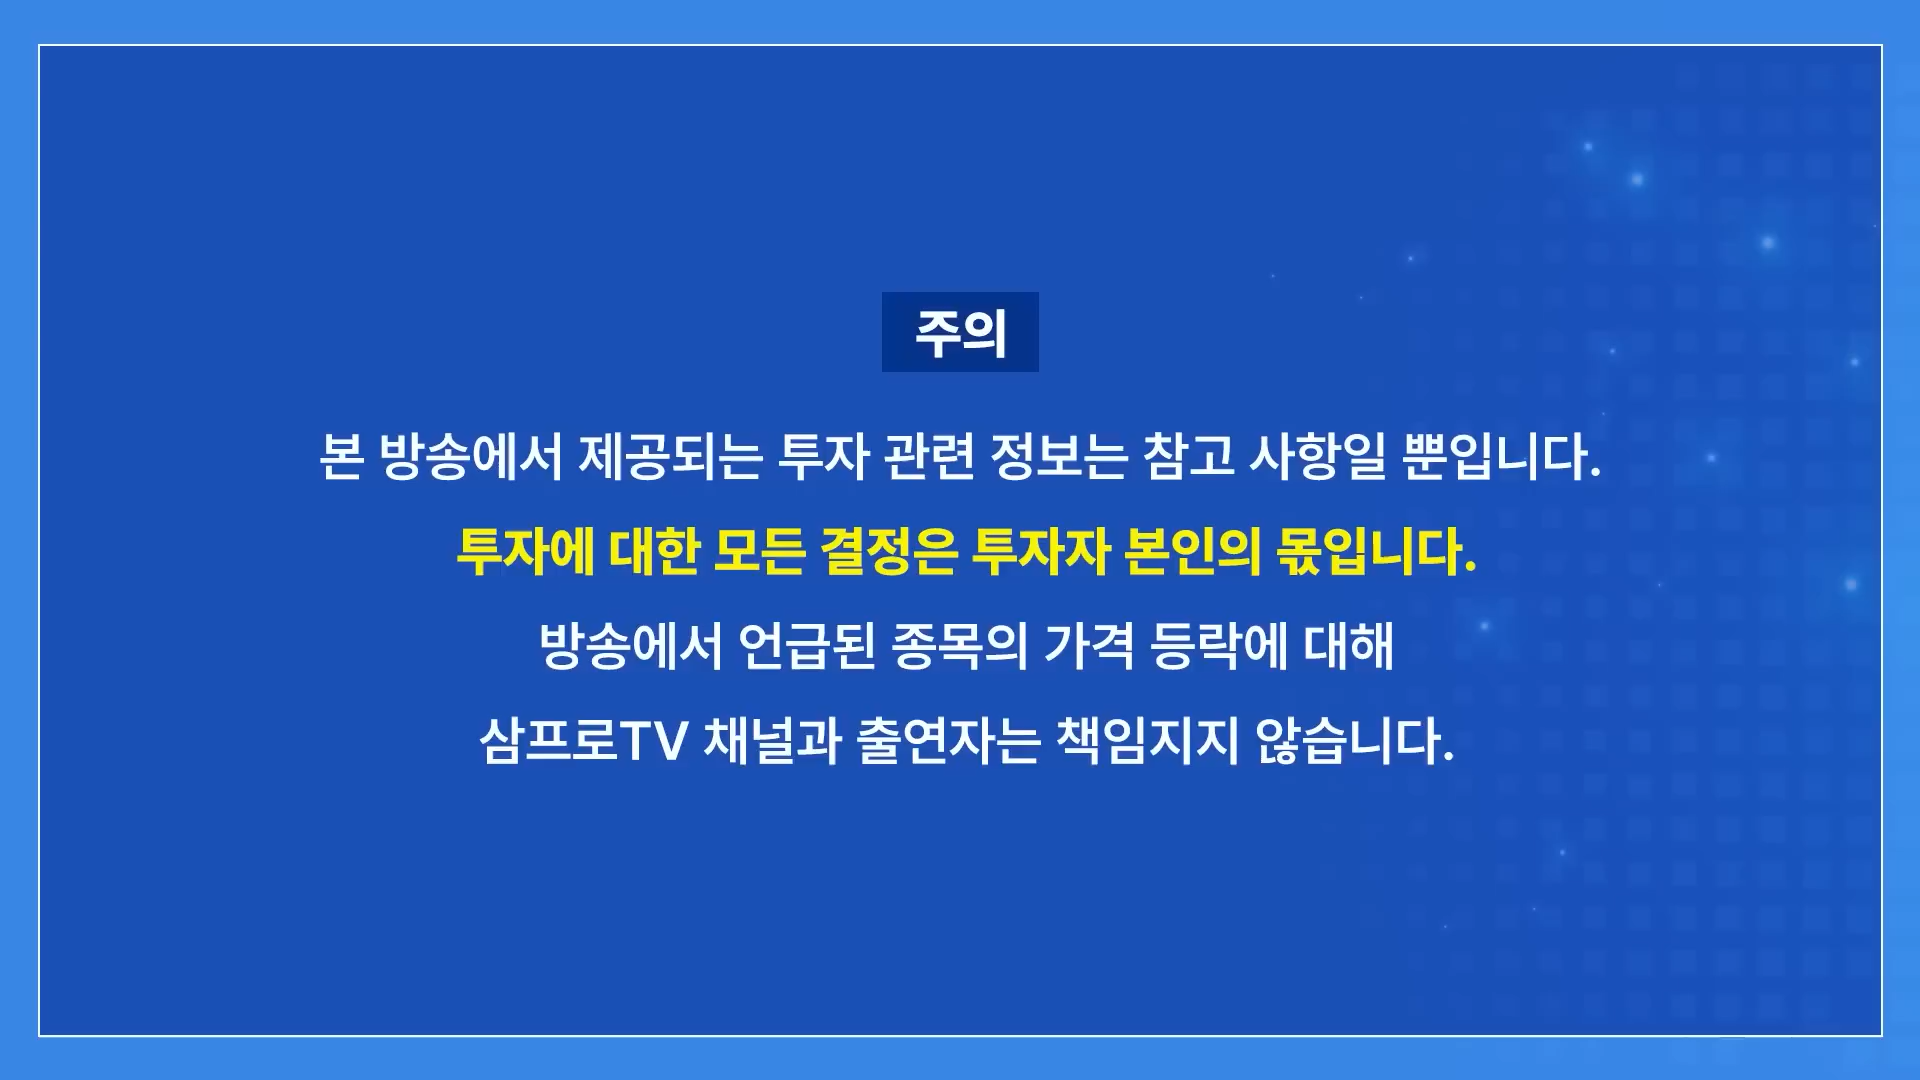 주의
본 방송에서 제공되는 투자 관련 정보는 참고 사항일 뿐입니다.
투자에 대한 모든 결정은 투자자 본인의 몫입니다.
방송에서 언급된 종목의 가격 등락에 대해
삼프로TV 채널과 출연자는 책임지지 않습니다.